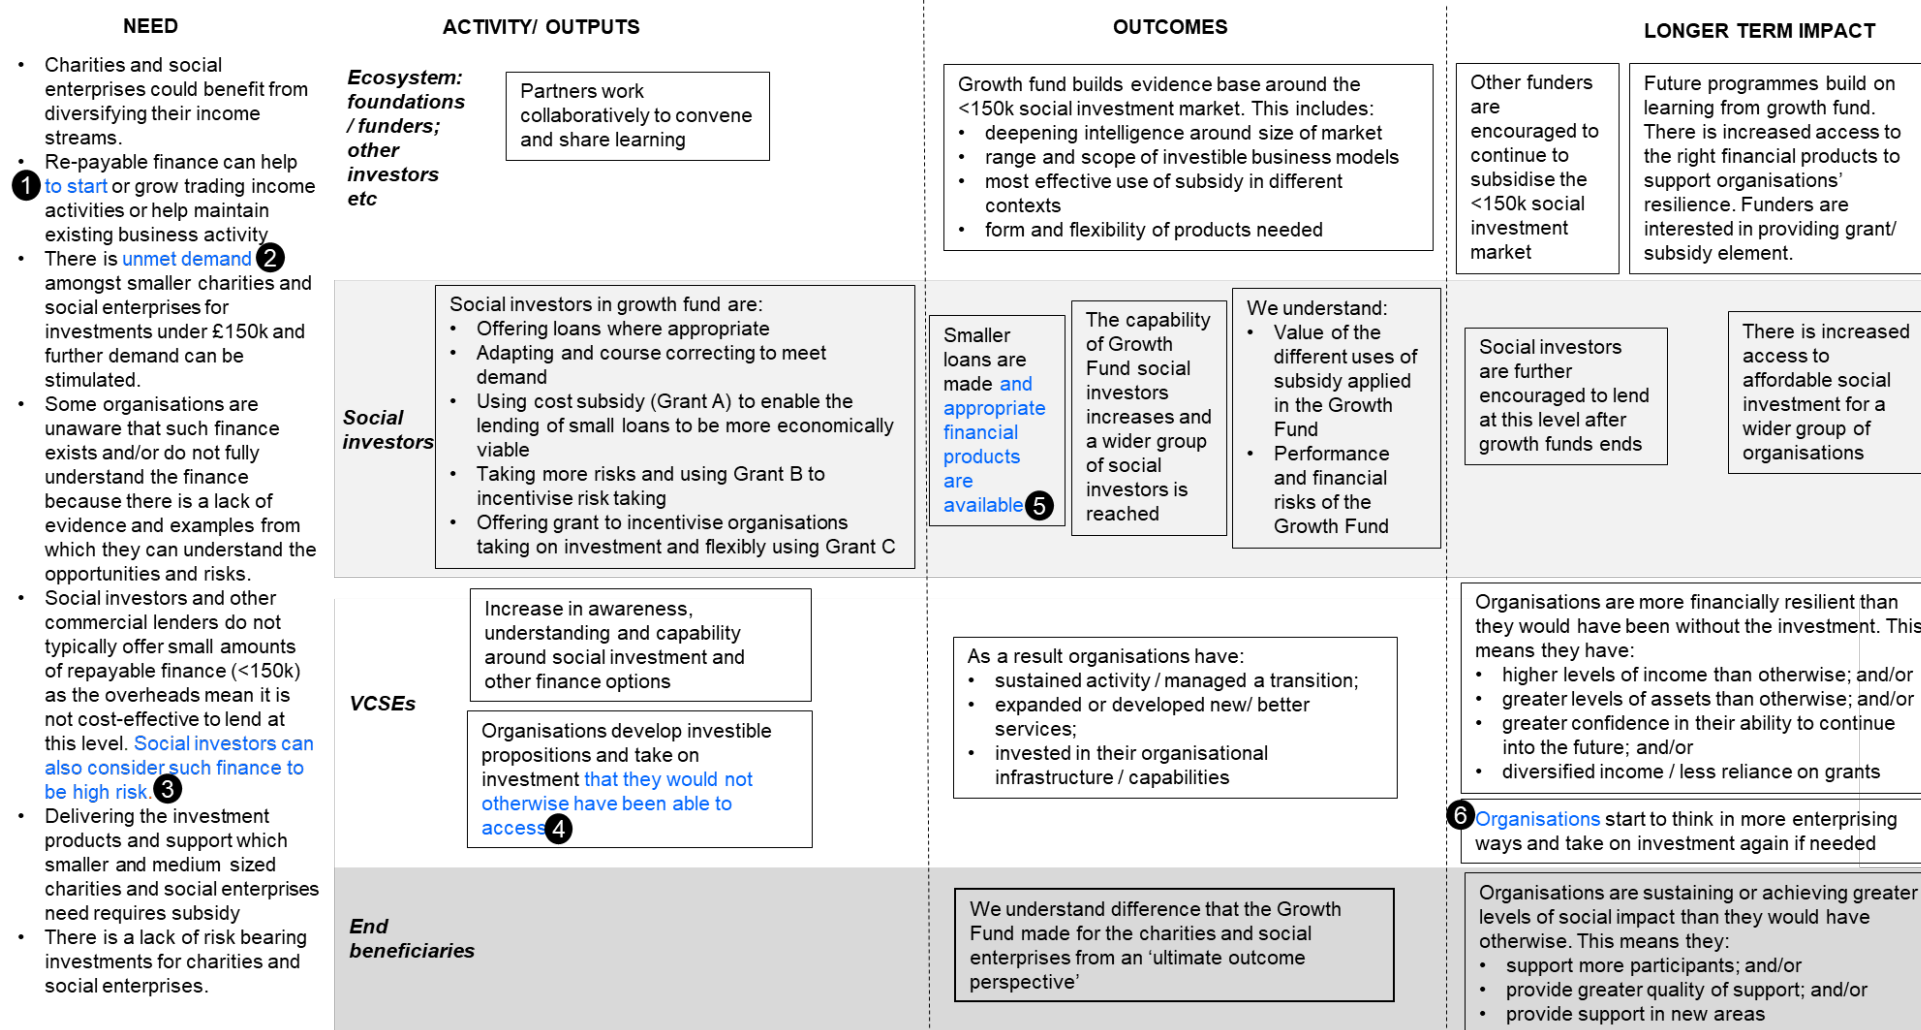 NEED
• Charities and social
enterprises could benefit from
diversifying their income
streams.
• Re-payable finance can help
1 to start or grow trading income
activities or help maintain
existing business activity
• There is unmet demand 2
amongst smaller charities and
social enterprises for
investments under £150k and
further demand can be
stimulated.
• Some organisations are
unaware that such finance
exists and/or do not fully
understand the finance
because there is a lack of
evidence and examples from
which they can understand the
opportunities and risks.
• Social investors and other
commercial lenders do not
typically offer small amounts
of repayable finance (<150k)
as the overheads mean it is
not cost-effective to lend at
this level. Social investors can
also consider such finance to
be high risk. 3
• Delivering the investment
products and support which
smaller and medium sized
charities and social enterprises
need requires subsidy
• There is a lack of risk bearing
investments for charities and
social enterprises.
ACTIVITY/ OUTPUTS
OUTCOMES
LONGER TERM IMPACT
Ecosystem:
foundations
/ funders;
other
investors
etc
Partners work
collaboratively to convene
and share learning
Growth fund builds evidence base around the
<150k social investment market. This includes:
• deepening intelligence around size of market
• range and scope of investible business models
• most effective use of subsidy in different
contexts
• form and flexibility of products needed
Other funders
are
encouraged to
continue to
subsidise the
<150k social
investment
market
Future programmes build on
learning from growth fund.
There is increased access to
the right financial products to
support organisations’
resilience. Funders are
interested in providing grant/
subsidy element.
Social
investors
Social investors in growth fund are:
• Offering loans where appropriate
• Adapting and course correcting to meet
demand
• Using cost subsidy (Grant A) to enable the
lending of small loans to be more economically
viable
• Taking more risks and using Grant B to
incentivise risk taking
• Offering grant to incentivise organisations
taking on investment and flexibly using Grant C
Smaller
loans are
made and
appropriate
financial
products
are
available 5
The capability
of Growth
Fund social
investors
increases and
a wider group
of social
investors is
reached
We understand:
• Value of the
different uses of
subsidy applied
in the Growth
Fund
• Performance
and financial
risks of the
Growth Fund
Social investors
are further
encouraged to lend
at this level after
growth funds ends
There is increased
access to
affordable social
investment for a
wider group of
organisations
VCSEs
Increase in awareness,
understanding and capability
around social investment and
other finance options
Organisations develop investible
propositions and take on
investment that they would not
otherwise have been able to
access 4
As a result organisations have:
• sustained activity / managed a transition;
• expanded or developed new/ better
services;
• invested in their organisational
infrastructure / capabilities
Organisations are more financially resilient than
they would have been without the investment. This
means they have:
• higher levels of income than otherwise; and/or
• greater levels of assets than otherwise; and/or
• greater confidence in their ability to continue
into the future; and/or
• diversified income / less reliance on grants
6 Organisations start to think in more enterprising
ways and take on investment again if needed
End
beneficiaries
We understand difference that the Growth
Fund made for the charities and social
enterprises from an ‘ultimate outcome
perspective’
Organisations are sustaining or achieving greater
levels of social impact than they would have
otherwise. This means they:
• support more participants; and/or
• provide greater quality of support; and/or
• provide support in new areas